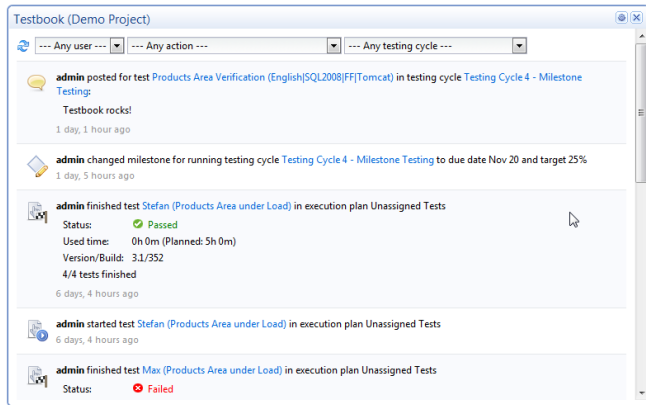 Testbook (Demo Project)
--- Any user --- --- Any action --- --- Any testing cycle ---
admin posted for test Products Area Verification (English|SQL2008|FF|Tomcat) in testing cycle Testing Cycle 4 - Milestone
Testing:
Testbook rocks!
1 day, 1 hour ago
admin changed milestone for running testing cycle Testing Cycle 4 - Milestone Testing to due date Nov 20 and target 25%
1 day, 5 hours ago
admin finished test Stefan (Products Area under Load) in execution plan Unassigned Tests
Status: Passed
Used time: 0h 0m (Planned: 5h 0m)
Version/Build: 3.1/352
4/4 tests finished
6 days, 4 hours ago
admin started test Stefan (Products Area under Load) in execution plan Unassigned Tests
6 days, 4 hours ago
admin finished test Max (Products Area under Load) in execution plan Unassigned Tests
Status: Failed